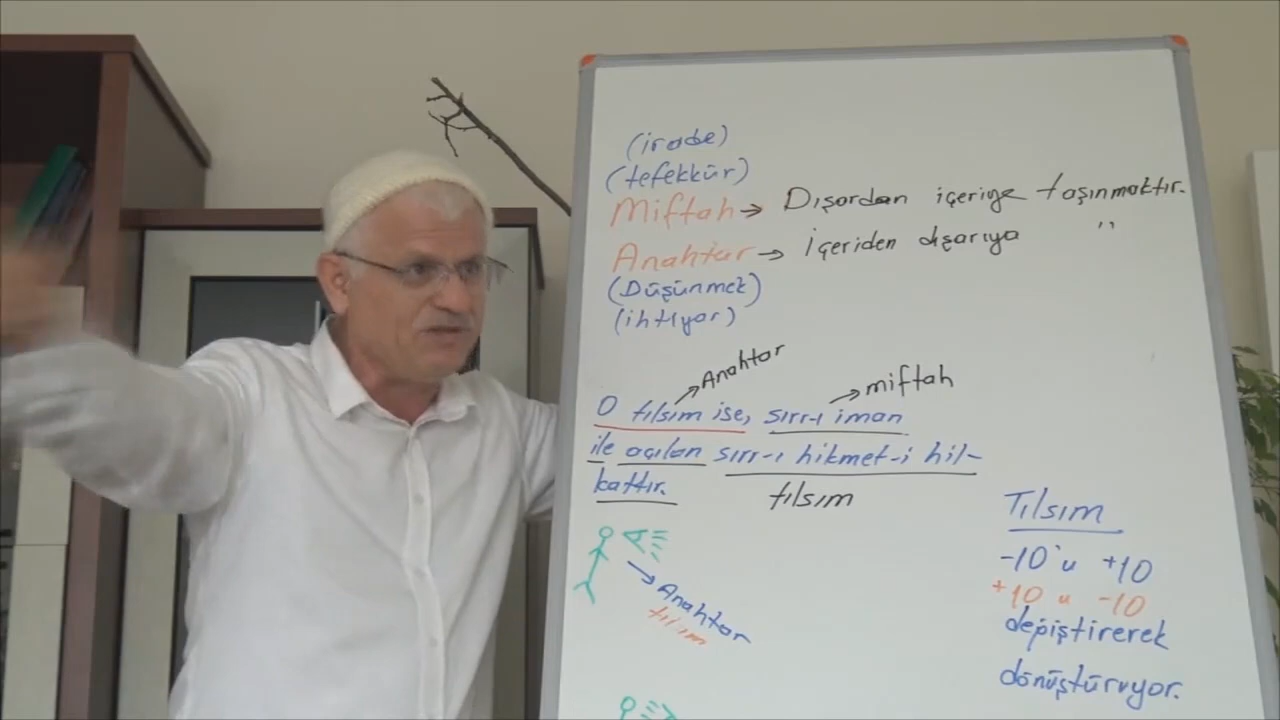 (irade)
(tefekkür)
Miftah → Dışardan içeriye taşınmaktır.
Anahtar → İçeriden dışarıya "
(Düşünmek)
(ihtiyar)
Anahtar
miftah
O tılsım ise, sırr-ı iman
ile açılan sırr-ı hikmet-i hil-
kattır.
tılsım
Anahtar
tılsım
Tılsım
-10'u +10
+10 u -10
değiştirerek
dönüştürüyor.